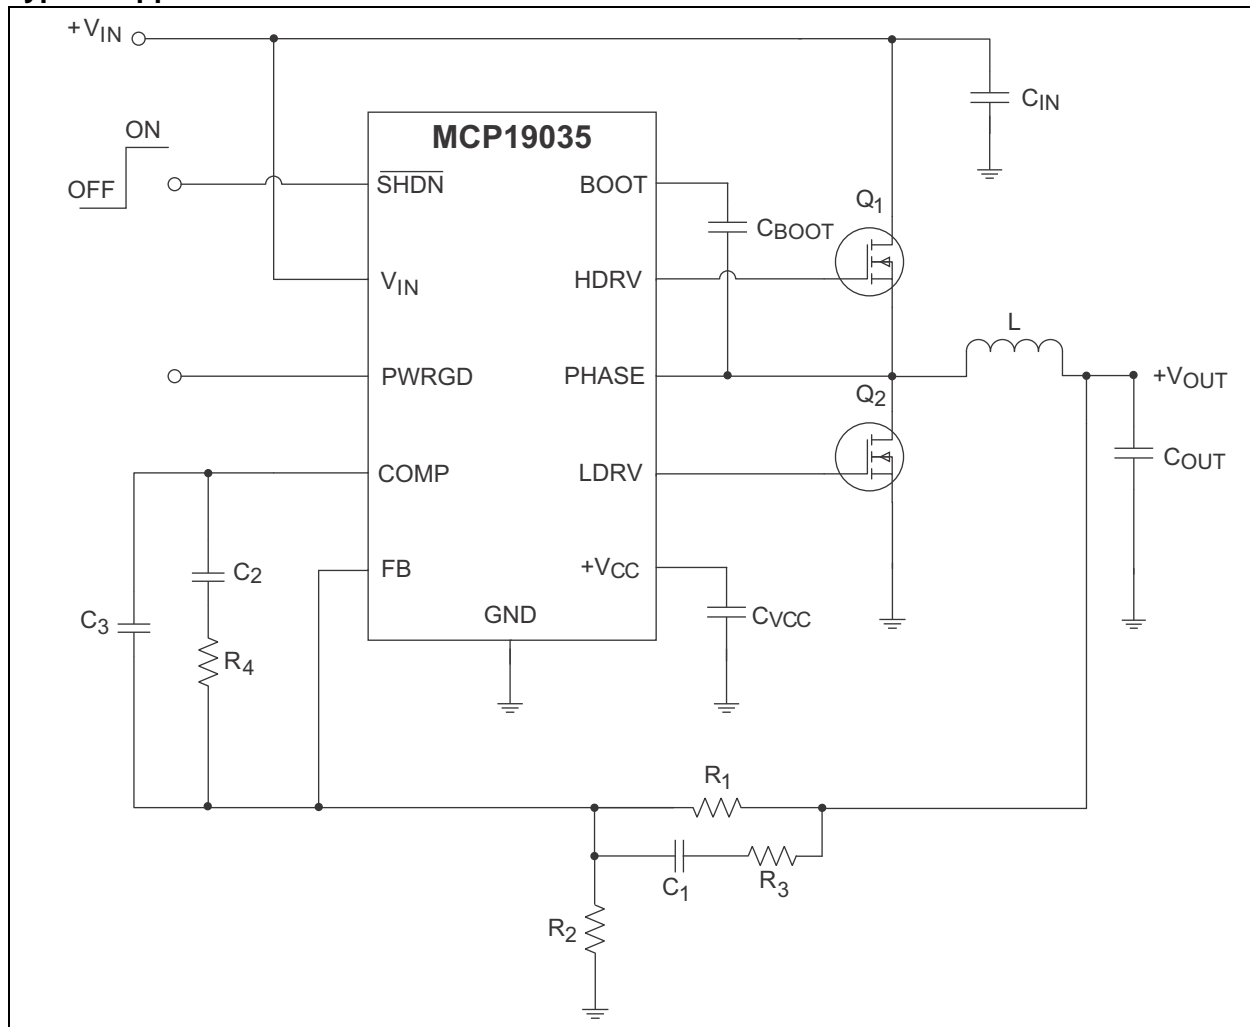 +VIN
ON
OFF
MCP19035
SHDN
VIN
PWRGD
COMP
FB
GND
BOOT
HDRV
PHASE
LDRV
+VCC
CBOOT
CVCC
CIN
Q1
Q2
L
+VOUT
COUT
C2
C3
R4
R1
C1
R3
R2